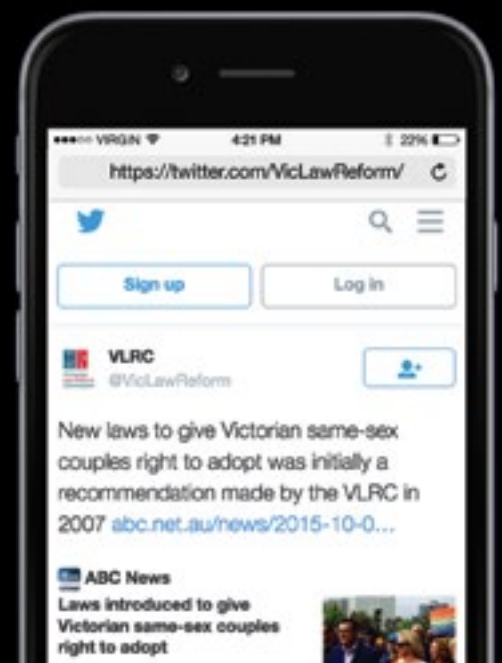 VIRGIN 4:21 PM 22%
https://twitter.com/VicLawReform/
Sign up Log in
VLRC
@VicLawReform
New laws to give Victorian same-sex
couples right to adopt was initially a
recommendation made by the VLRC in
2007 abc.net.au/news/2015-10-0...
ABC News
Laws introduced to give
Victorian same-sex couples
right to adopt